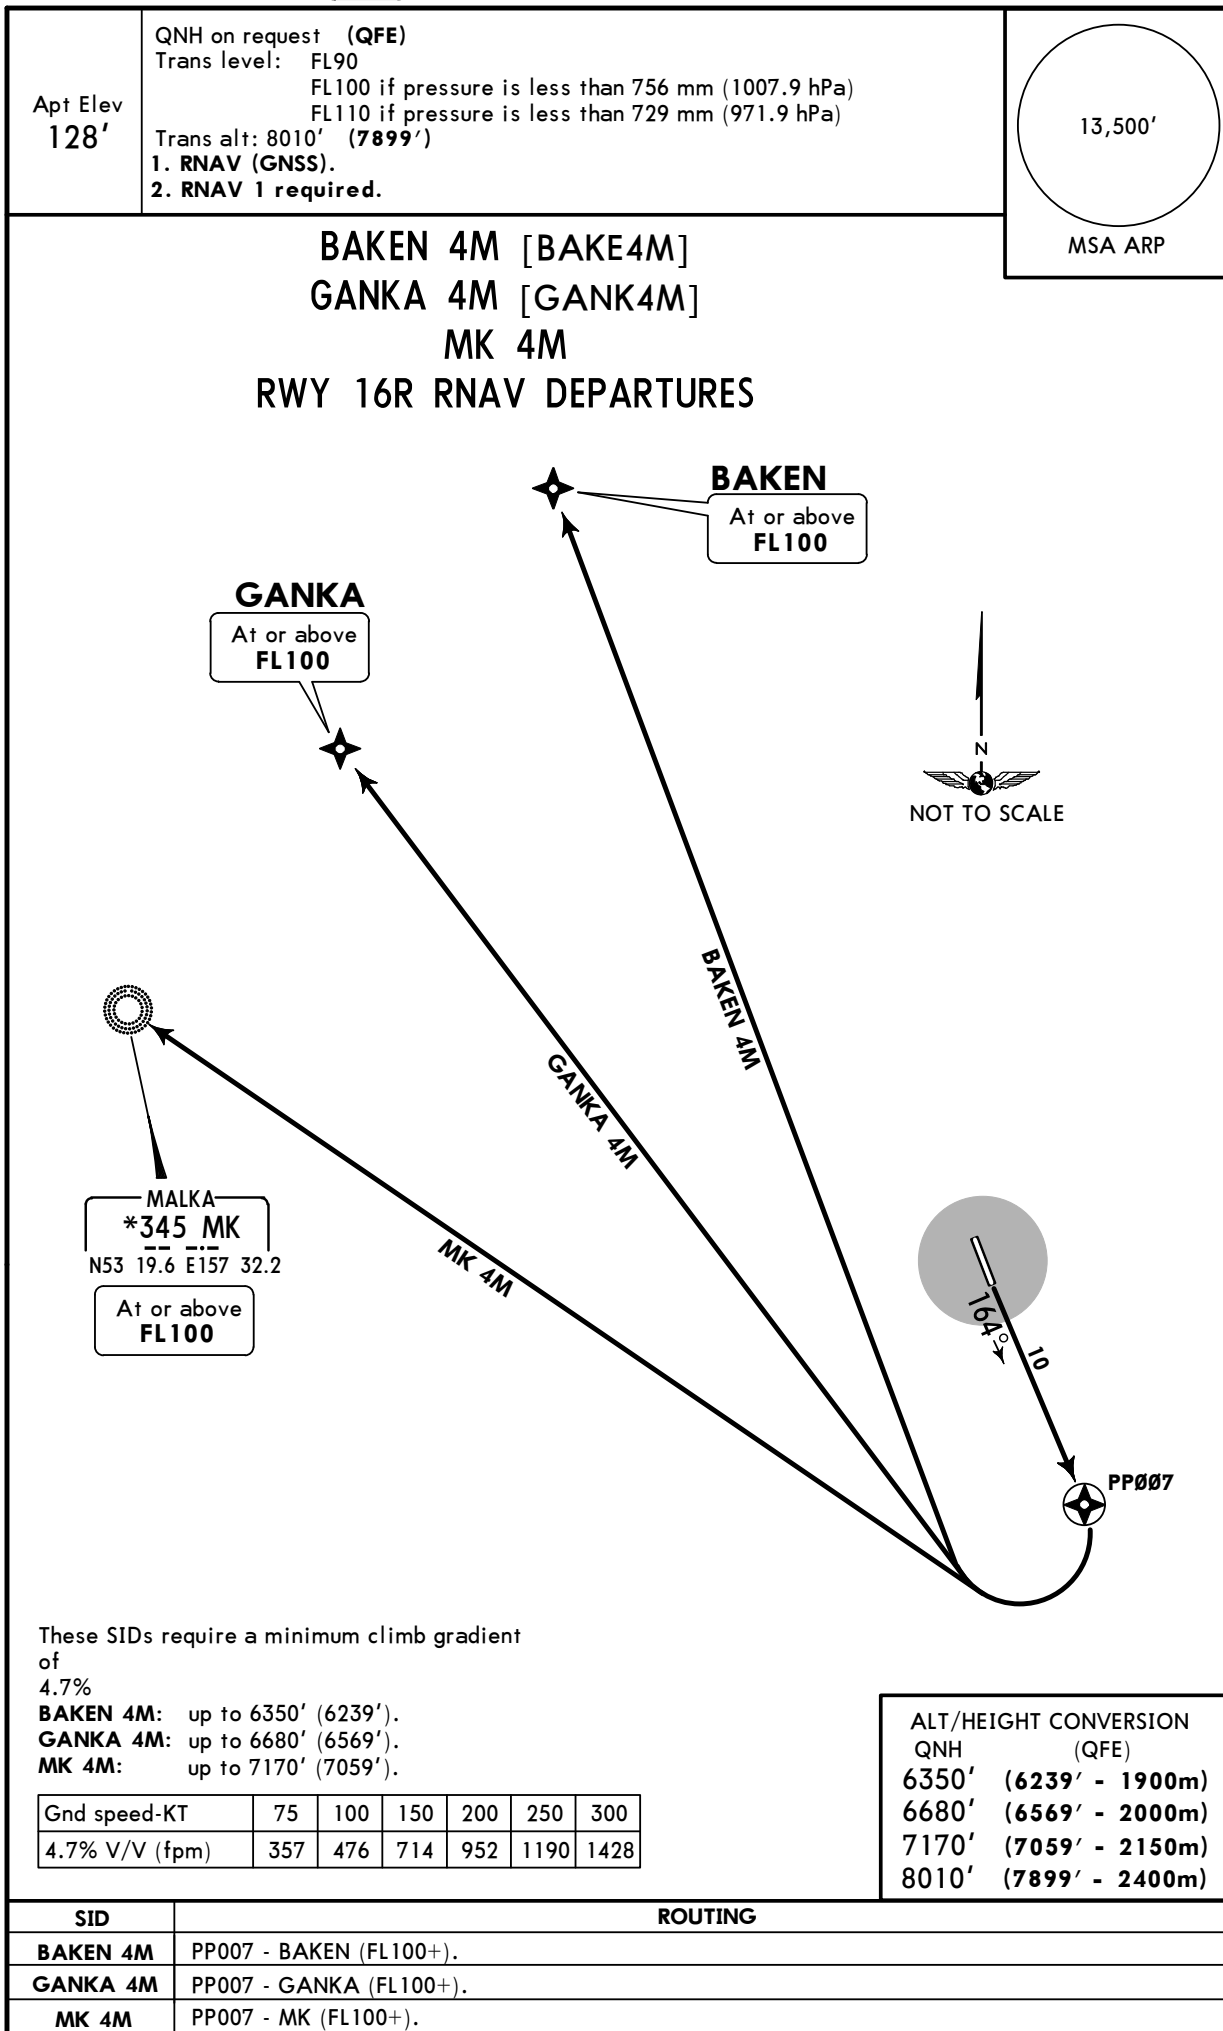 Apt Elev
128'
QNH on request (QFE)
Trans level: FL90
FL100 if pressure is less than 756 mm (1007.9 hPa)
FL110 if pressure is less than 729 mm (971.9 hPa)
Trans alt: 8010' (7899')
1. RNAV (GNSS).
2. RNAV 1 required.
13,500'
MSA ARP
BAKEN 4M [BAKE4M]
GANKA 4M [GANK4M]
MK 4M
RWY 16R RNAV DEPARTURES
BAKEN
At or above
FL100
GANKA
At or above
FL100
N
NOT TO SCALE
BAKEN 4M
GANKA 4M
MK 4M
MALKA
*345 MK
N53 19.6 E157 32.2
At or above
FL100
164°
10
PPØØ7
These SIDs require a minimum climb gradient
of
4.7%
BAKEN 4M: up to 6350' (6239').
GANKA 4M: up to 6680' (6569').
MK 4M: up to 7170' (7059').
Gnd speed-KT 75 100 150 200 250 300
4.7% V/V (fpm) 357 476 714 952 1190 1428
ALT/HEIGHT CONVERSION
QNH (QFE)
6350' (6239' - 1900m)
6680' (6569' - 2000m)
7170' (7059' - 2150m)
8010' (7899' - 2400m)
SID ROUTING
BAKEN 4M PP007 - BAKEN (FL100+).
GANKA 4M PP007 - GANKA (FL100+).
MK 4M PP007 - MK (FL100+).